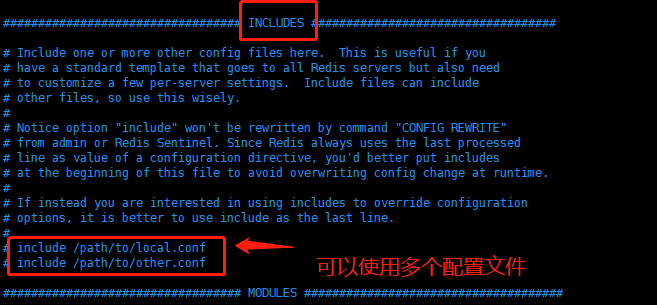 ################################## INCLUDES ###################################
# Include one or more other config files here.  This is useful if you
# have a standard template that goes to all Redis servers but also need
# to customize a few per-server settings.  Include files can include
# other files, so use this wisely.
#
# Notice option "include" won't be rewritten by command "CONFIG REWRITE"
# from admin or Redis Sentinel. Since Redis always uses the last processed
# line as value of a configuration directive, you'd better put includes
# at the beginning of this file to avoid overwriting config change at runtime.
#
# If instead you are interested in using includes to override configuration
# options, it is better to use include as the last line.
#
# include /path/to/local.conf
# include /path/to/other.conf
可以使用多个配置文件
################################## MODULES #####################################